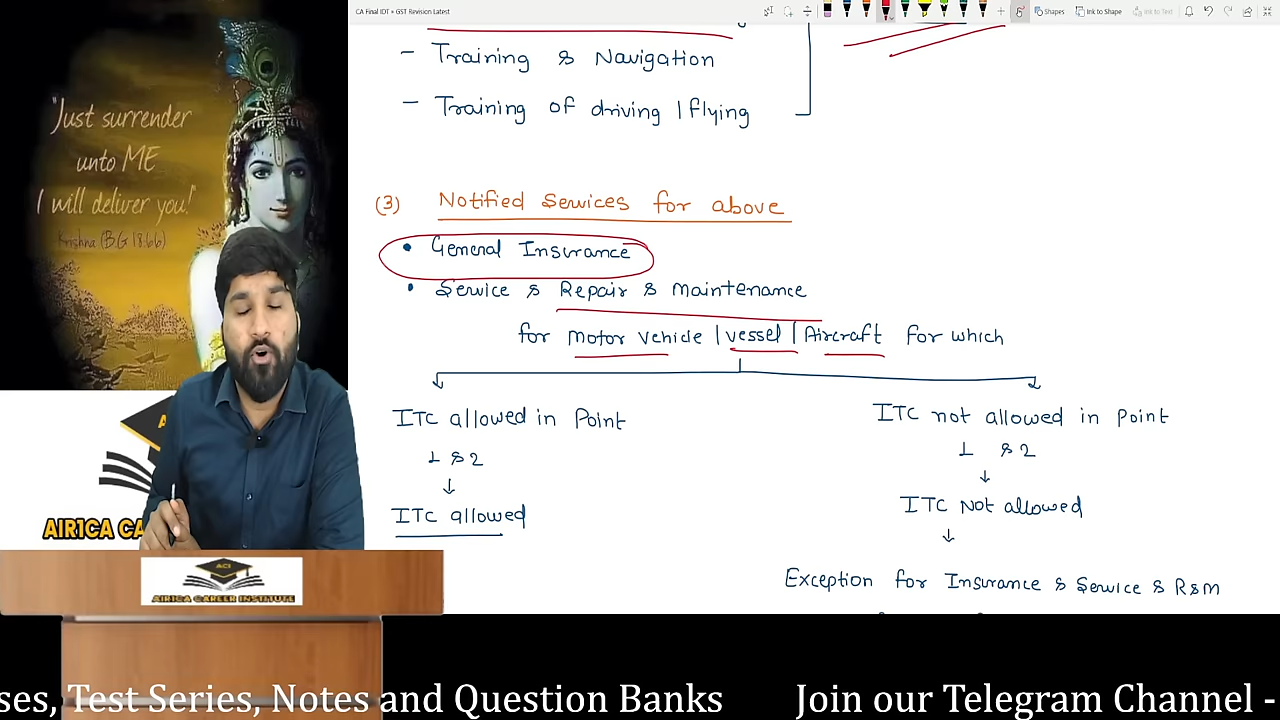 CA Final IDT + GST Revision Latest
Shapes
Ink to Shape
Ink to Text
"Just surrender
unto ME
I will deliver you!"
Krishna (B.G 18:66)
- Training & Navigation
- Training of driving / flying
(3) Notified Services for above
• General Insurance
• Service & Repair & maintenance
for motor vehicle / vessel / Aircraft for which
ITC allowed in Point
1 & 2
ITC allowed
ITC not allowed in Point
1 & 2
ITC Not allowed
Exception for Insurance & Service & R&M
AIR1CA CA
ACI
AIR1CA CAREER INSTITUTE
ses, Test Series, Notes and Question Banks
Join our Telegram Channel -